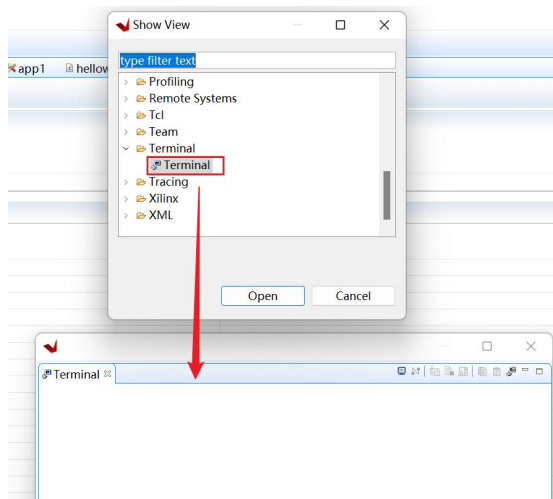 Show View
type filter text
app1
hellow
Profiling
Remote Systems
Tcl
Team
Terminal
Terminal
Tracing
Xilinx
XML
Open
Cancel
Terminal